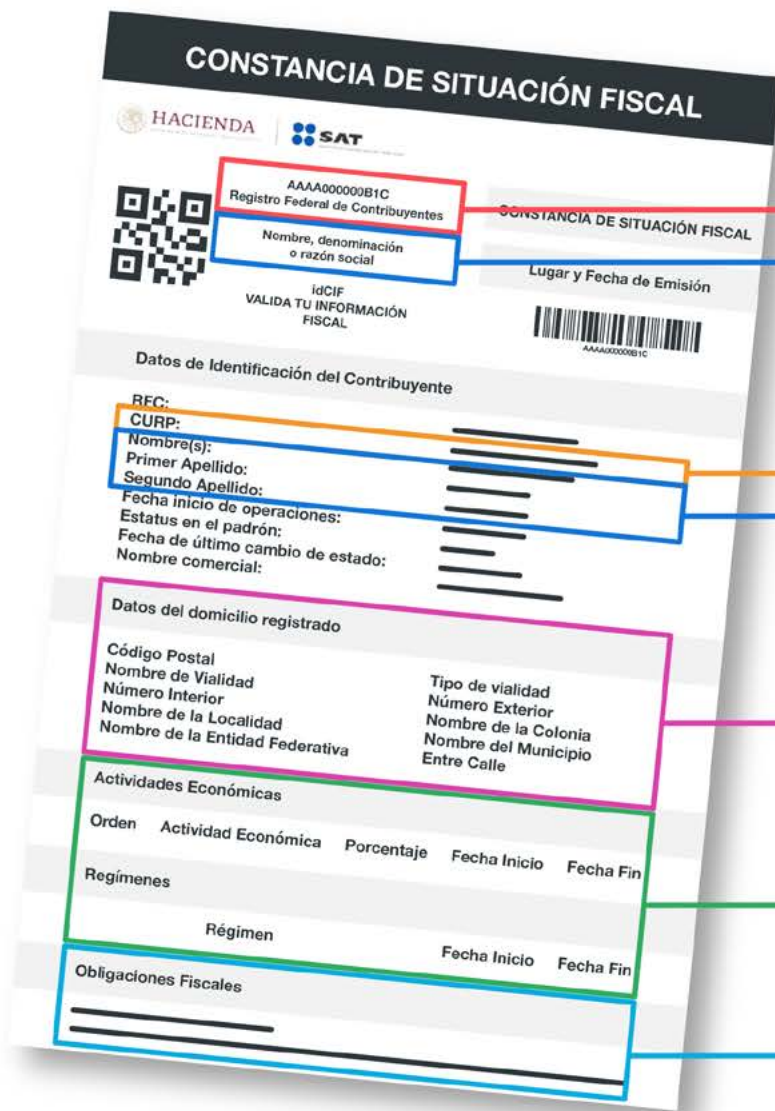 CONSTANCIA DE SITUACIÓN FISCAL
HACIENDA
SAT
AAAA000000B1C
Registro Federal de Contribuyentes
Nombre, denominación
o razón social
idCIF
VALIDA TU INFORMACIÓN
FISCAL
CONSTANCIA DE SITUACIÓN FISCAL
Lugar y Fecha de Emisión
AAAA000000B1C
Datos de Identificación del Contribuyente
RFC:
CURP:
Nombre(s):
Primer Apellido:
Segundo Apellido:
Fecha inicio de operaciones:
Estatus en el padrón:
Fecha de último cambio de estado:
Nombre comercial:
Datos del domicilio registrado
Código Postal
Nombre de Vialidad
Número Interior
Nombre de la Localidad
Nombre de la Entidad Federativa
Tipo de vialidad
Número Exterior
Nombre de la Colonia
Nombre del Municipio
Entre Calle
Actividades Económicas
Orden Actividad Económica Porcentaje Fecha Inicio Fecha Fin
Regímenes
Régimen Fecha Inicio Fecha Fin
Obligaciones Fiscales